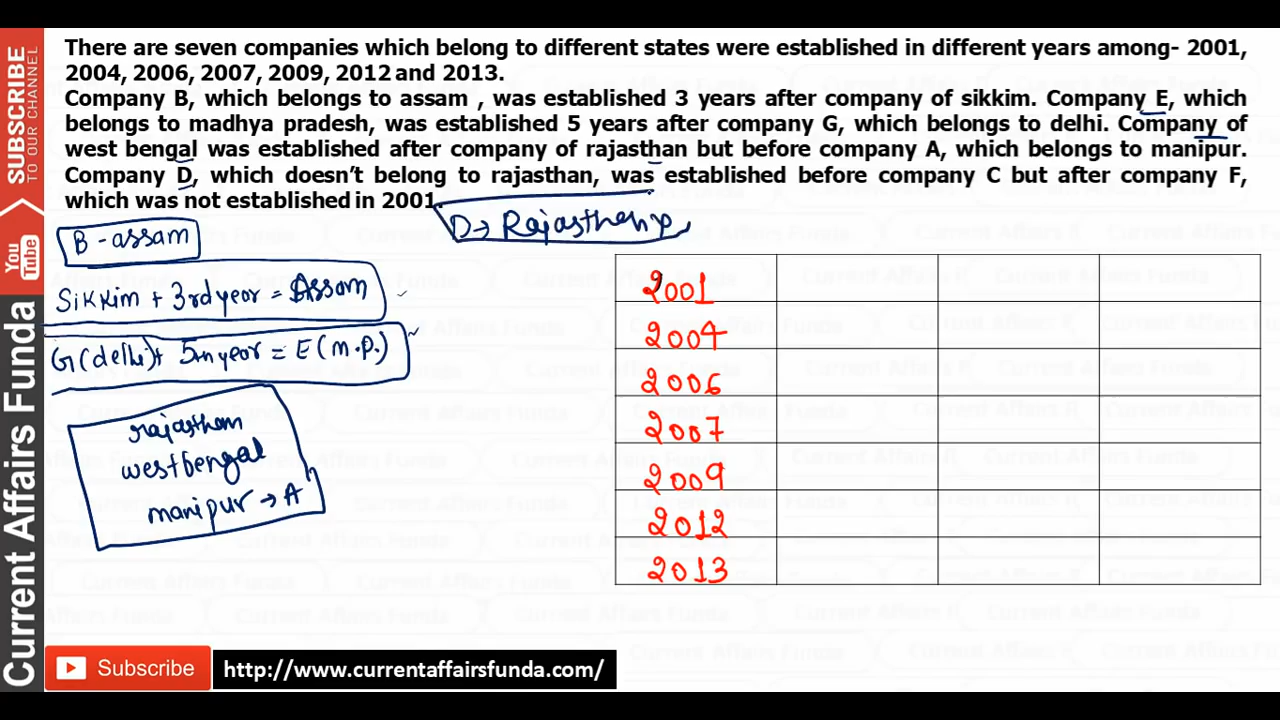 There are seven companies which belong to different states were established in different years among- 2001,
2004, 2006, 2007, 2009, 2012 and 2013.
Company B, which belongs to assam , was established 3 years after company of sikkim. Company E, which
belongs to madhya pradesh, was established 5 years after company G, which belongs to delhi. Company of
west bengal was established after company of rajasthan but before company A, which belongs to manipur.
Company D, which doesn't belong to rajasthan, was established before company C but after company F,
which was not established in 2001.
D → Rajasthan
B - assam
Sikkim + 3rd year = Assam
G (delhi) + 5th year = E (M.P.)
rajasthan
westbengal
manipur → A
2001
2004
2006
2007
2009
2012
2013
SUBSCRIBE
TO OUR CHANNEL
You
Tube
Current Affairs Funda
Subscribe
http://www.currentaffairsfunda.com/